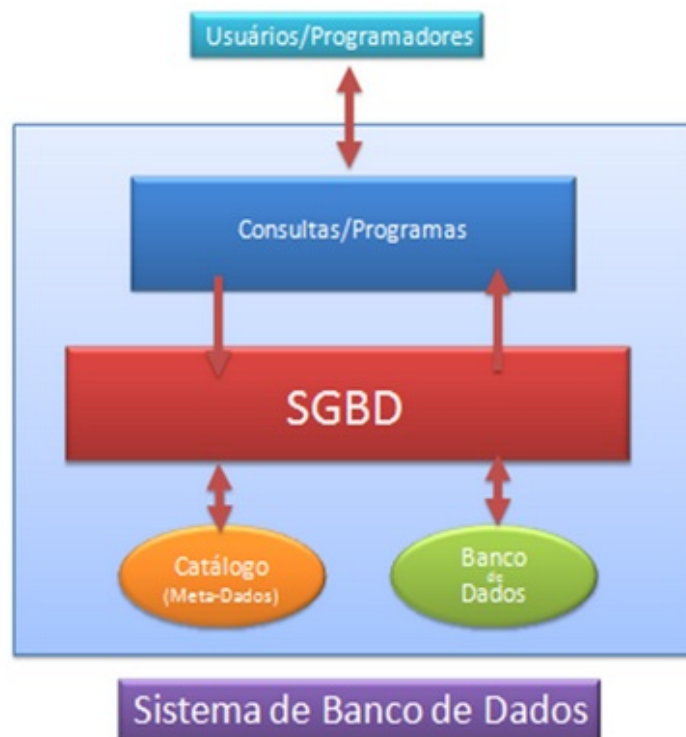 Usuários/Programadores
Consultas/Programas
SGBD
Catálogo
(Meta-Dados)
Banco
de
Dados
Sistema de Banco de Dados